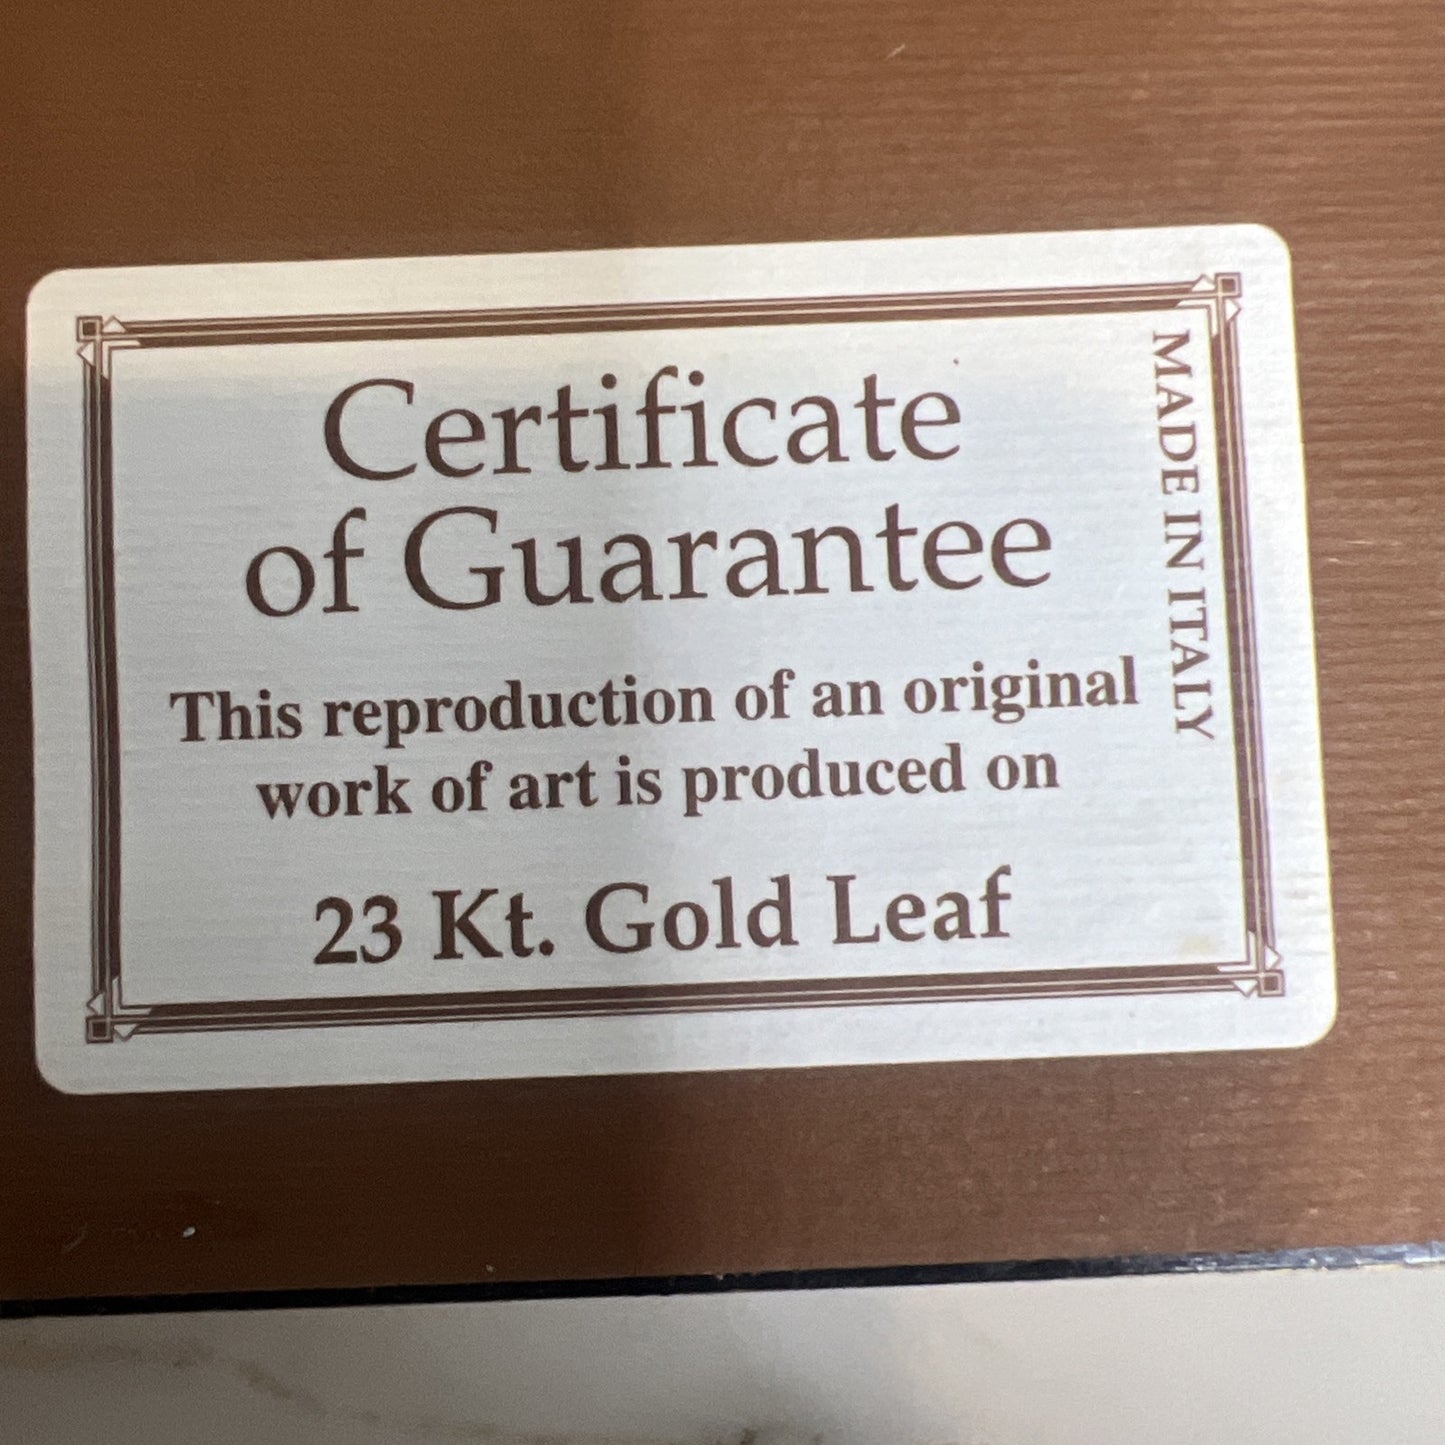 Certificate
of Guarantee
This reproduction of an original
work of art is produced on
23 Kt. Gold Leaf
MADE IN ITALY